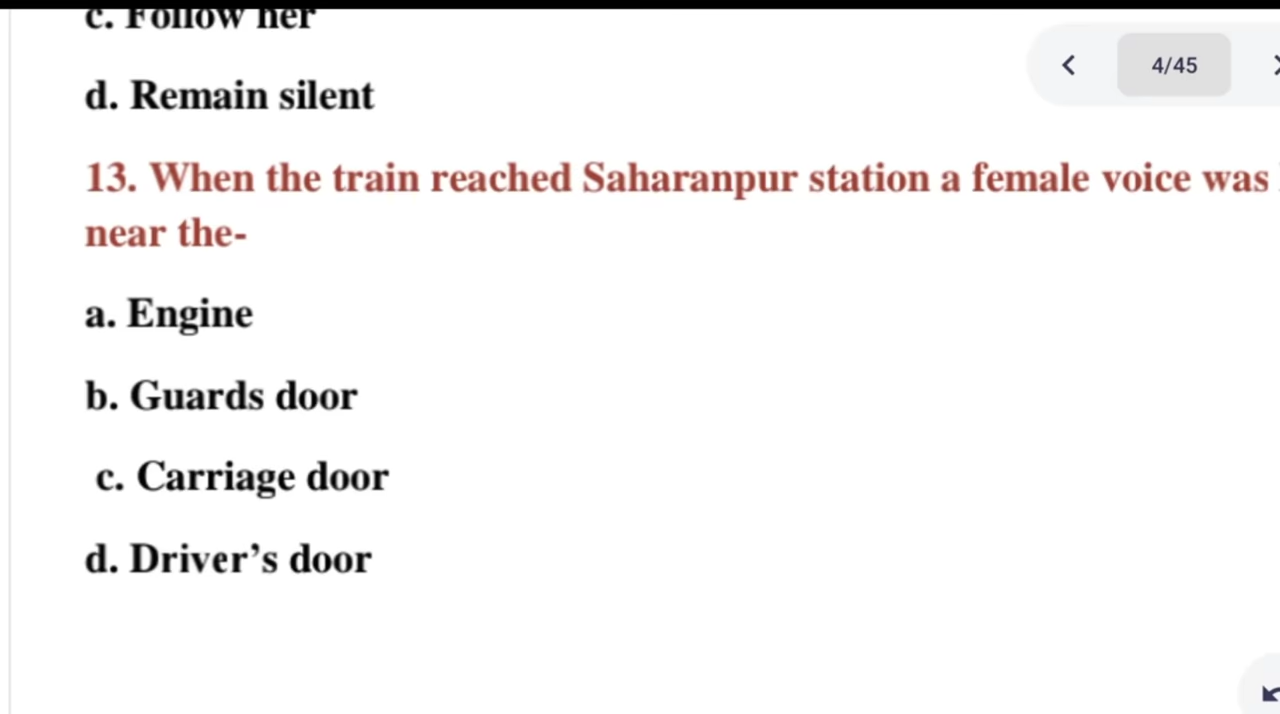 c. Follow her
4/45
d. Remain silent
13. When the train reached Saharanpur station a female voice was
near the-
a. Engine
b. Guards door
c. Carriage door
d. Driver’s door